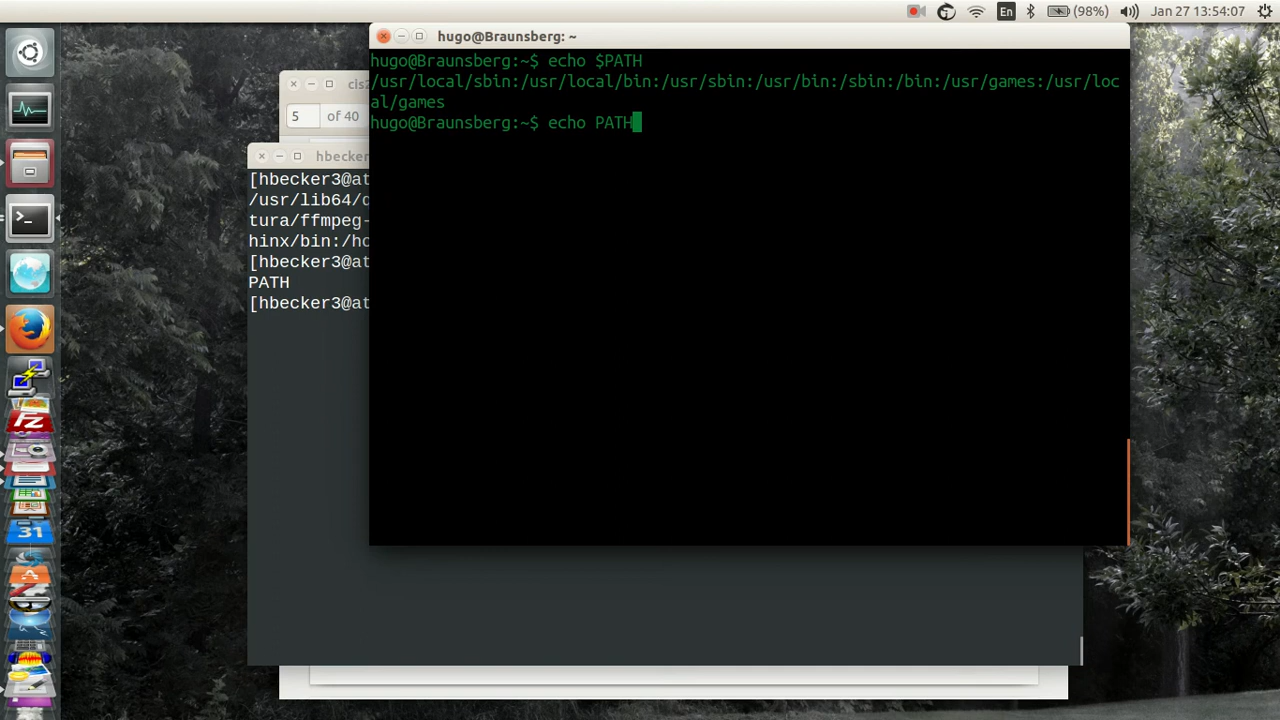 En
(98%)
Jan 27 13:54:07
hugo@Braunsberg: ~
hugo@Braunsberg:~$ echo $PATH
/usr/local/sbin:/usr/local/bin:/usr/sbin:/usr/bin:/sbin:/bin:/usr/games:/usr/loc
al/games
hugo@Braunsberg:~$ echo PATH
5 of 40
hbecker
[hbecker3@at
/usr/lib64/
tura/ffmpeg-
hinx/bin:/ho
[hbecker3@at
PATH
[hbecker3@at
FZ
31